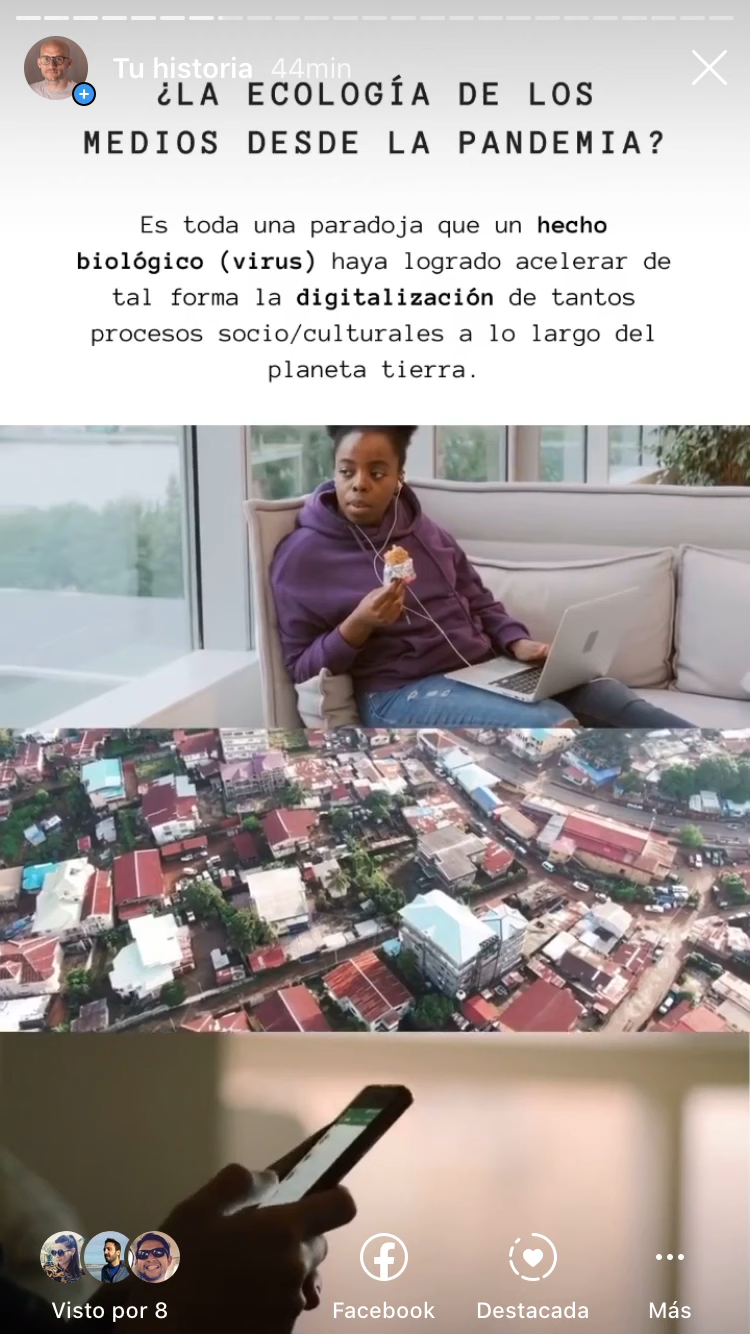 Tu historia 44min
¿LA ECOLOGÍA DE LOS
MEDIOS DESDE LA PANDEMIA?
Es toda una paradoja que un hecho
biológico (virus) haya logrado acelerar de
tal forma la digitalización de tantos
procesos socio/culturales a lo largo del
planeta tierra.
Visto por 8 Facebook Destacada Más